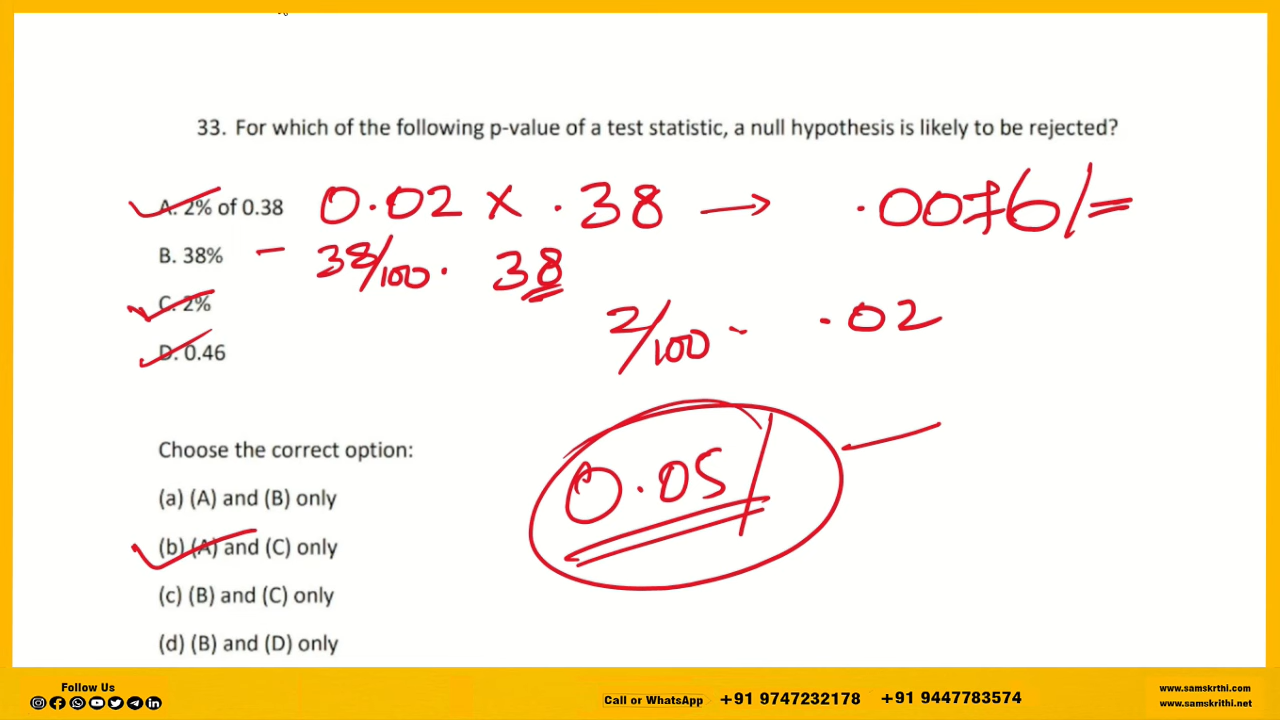 33. For which of the following p-value of a test statistic, a null hypothesis is likely to be rejected?
A. 2% of 0.38 0.02 × .38 → .0076/=
B. 38% - 38/100 . 38
C. 2% 2/100 - .02
D. 0.46
Choose the correct option:
(a) (A) and (B) only
0.05/
(b) (A) and (C) only
(c) (B) and (C) only
(d) (B) and (D) only
Follow Us
Call or WhatsApp +91 9747232178 +91 9447783574
www.samskrthi.com
www.samskrithi.net